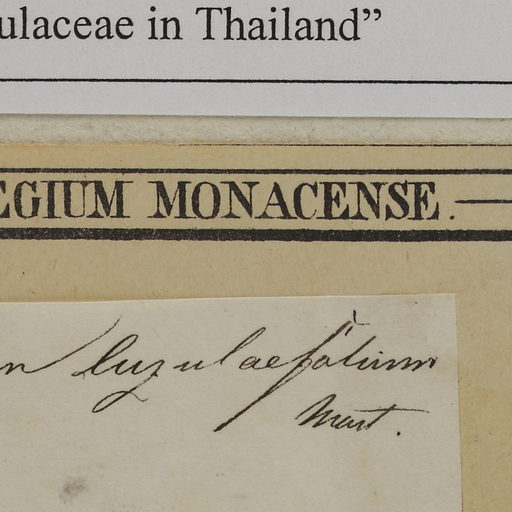 ulaceae in Thailand”
EGIUM MONACENSE.
n luzulaefolium
Mart.